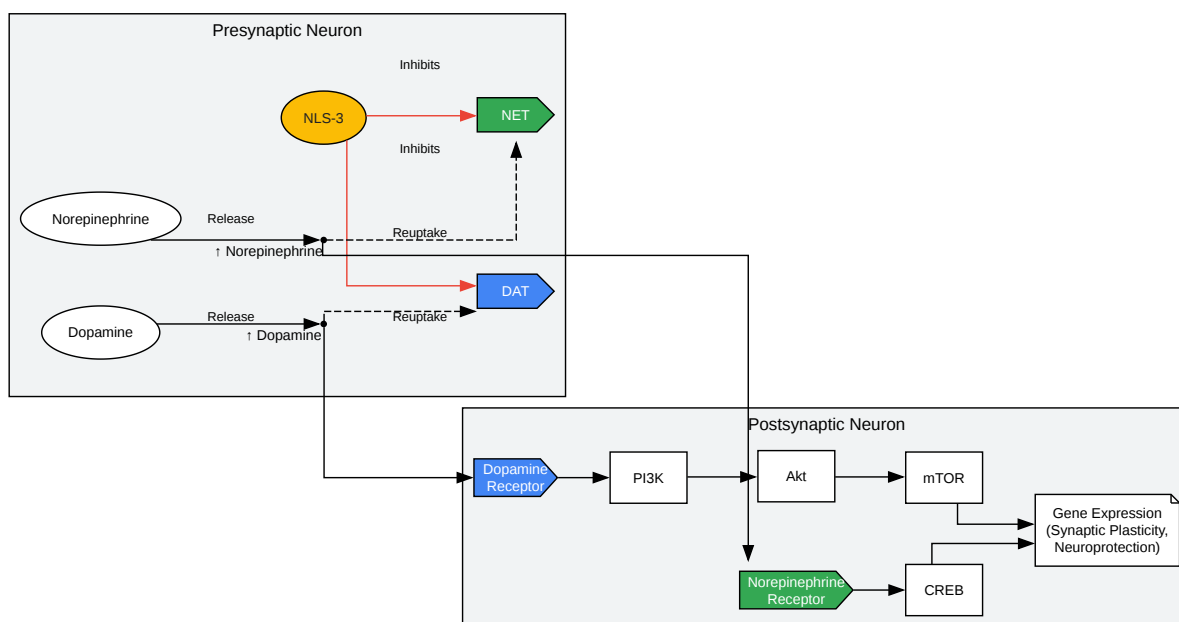 Presynaptic Neuron
Inhibits
NLS-3
NET
Inhibits
Norepinephrine
Release
Reuptake
↑ Norepinephrine
DAT
Dopamine
Release
Reuptake
↑ Dopamine
Postsynaptic Neuron
Dopamine
Receptor
PI3K
Akt
mTOR
Gene Expression
(Synaptic Plasticity,
Neuroprotection)
Norepinephrine
Receptor
CREB